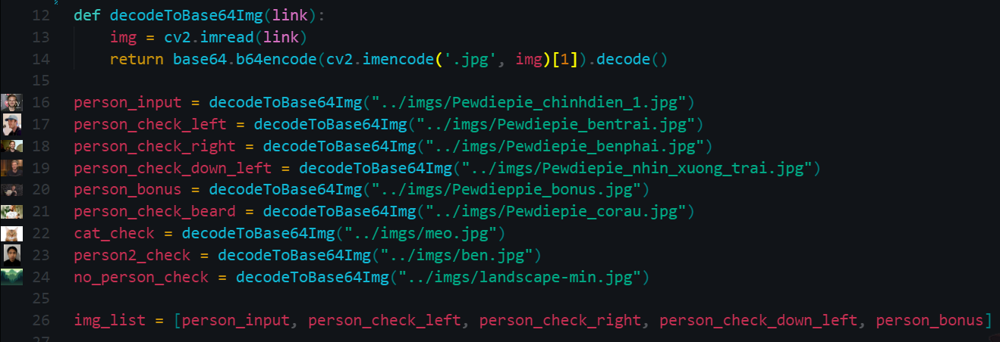 12 def decodeToBase64Img(link):
13     img = cv2.imread(link)
14     return base64.b64encode(cv2.imencode('.jpg', img)[1]).decode()
15
16 person_input = decodeToBase64Img("../imgs/Pewdiepie_chinhdien_1.jpg")
17 person_check_left = decodeToBase64Img("../imgs/Pewdiepie_bentrai.jpg")
18 person_check_right = decodeToBase64Img("../imgs/Pewdiepie_benphai.jpg")
19 person_check_down_left = decodeToBase64Img("../imgs/Pewdiepie_nhin_xuong_trai.jpg")
20 person_bonus = decodeToBase64Img("../imgs/Pewdieppie_bonus.jpg")
21 person_check_beard = decodeToBase64Img("../imgs/Pewdiepie_corau.jpg")
22 cat_check = decodeToBase64Img("../imgs/meo.jpg")
23 person2_check = decodeToBase64Img("../imgs/ben.jpg")
24 no_person_check = decodeToBase64Img("../imgs/landscape-min.jpg")
25
26 img_list = [person_input, person_check_left, person_check_right, person_check_down_left, person_bonus]
27